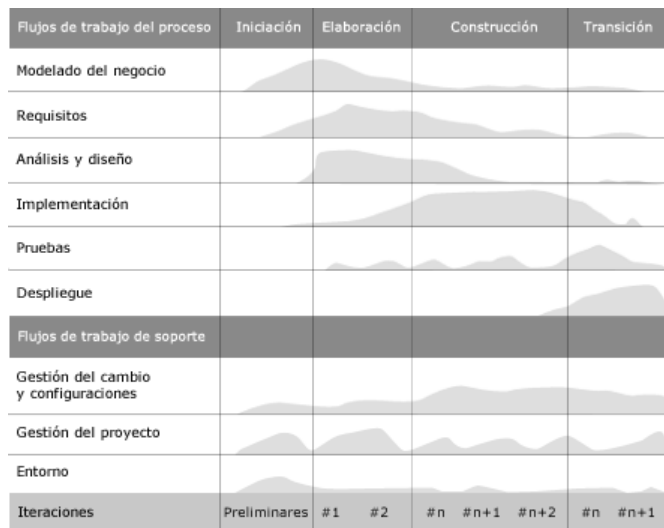 Flujos de trabajo del proceso Iniciación Elaboración Construcción Transición
Modelado del negocio
Requisitos
Análisis y diseño
Implementación
Pruebas
Despliegue
Flujos de trabajo de soporte
Gestión del cambio
y configuraciones
Gestión del proyecto
Entorno
Iteraciones Preliminares #1 #2 #n #n+1 #n+2 #n #n+1